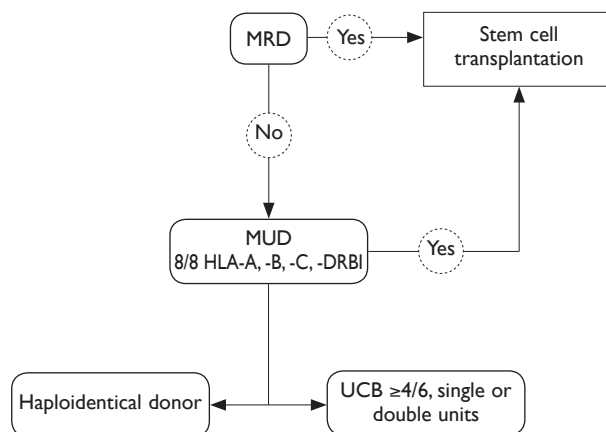 MRD
Yes
Stem cell
transplantation
No
MUD
8/8 HLA-A, -B, -C, -DRBI
Yes
Haploidentical donor
UCB ≥4/6, single or
double units